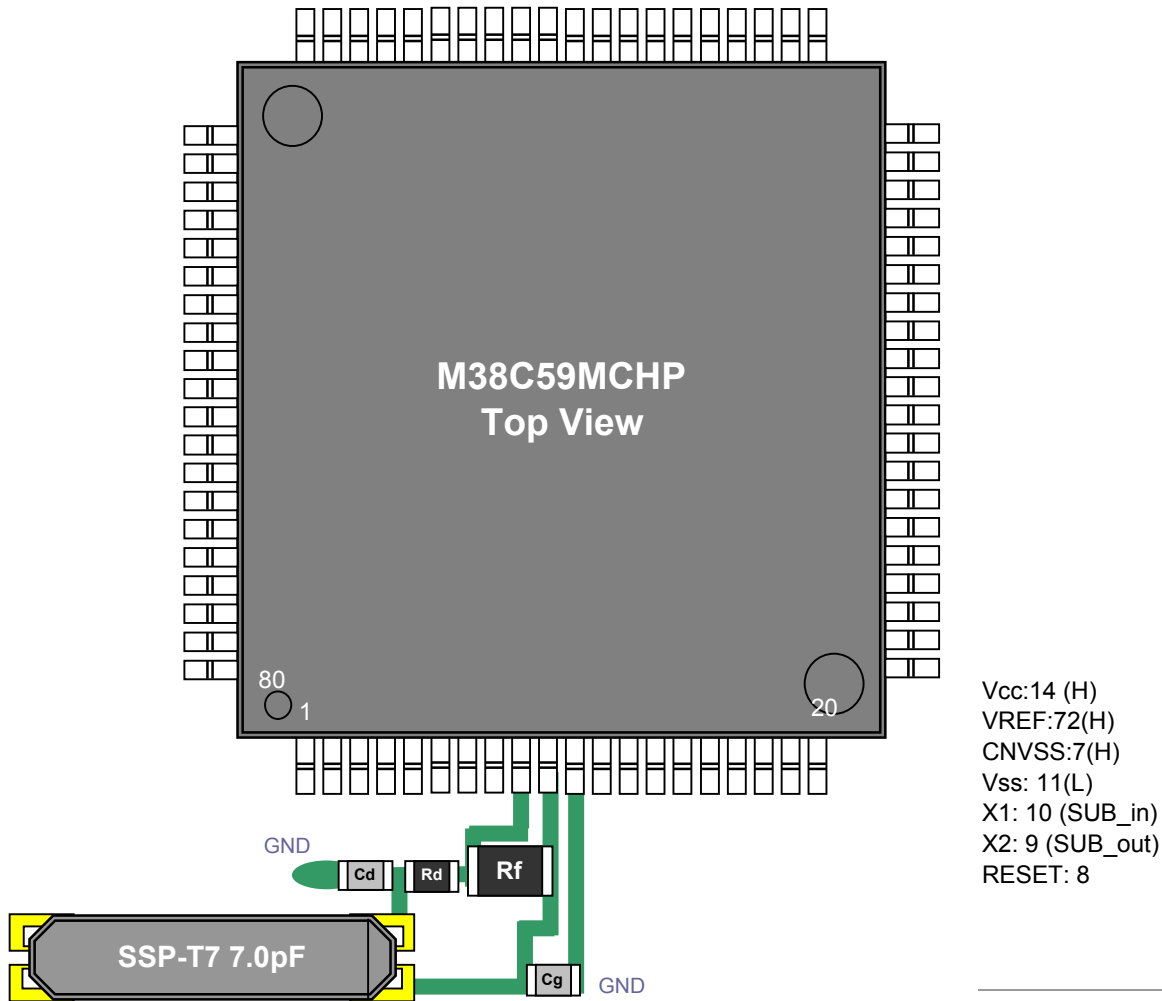 M38C59MCHP
Top View
80
1
20
Vcc:14 (H)
VREF:72(H)
CNVSS:7(H)
Vss: 11(L)
X1: 10 (SUB_in)
X2: 9 (SUB_out)
RESET: 8
GND
Cd
Rd
Rf
SSP-T7 7.0pF
Cg
GND